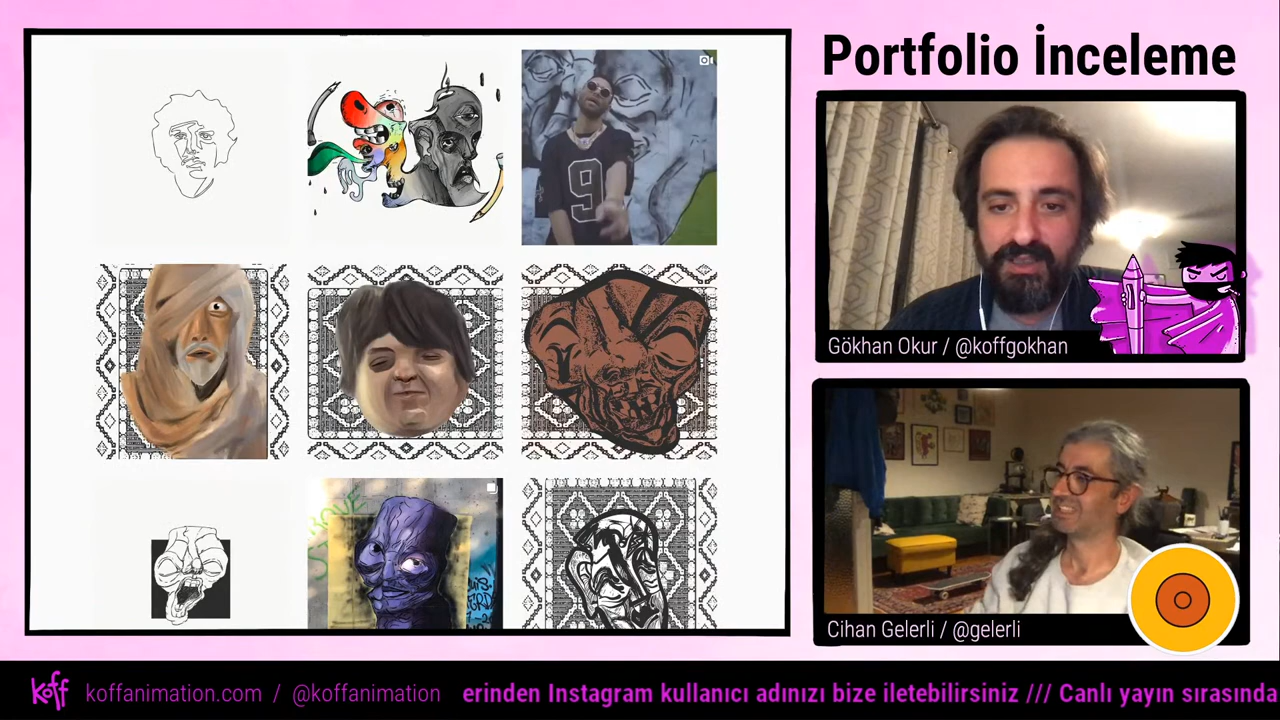 Portfolio İnceleme
9
Gökhan Okur / @koffgokhan
Cihan Gelerli / @gelerli
koff koffanimation.com / @koffanimation erinden Instagram kullanıcı adınızı bize iletebilirsiniz /// Canlı yayın sırasında